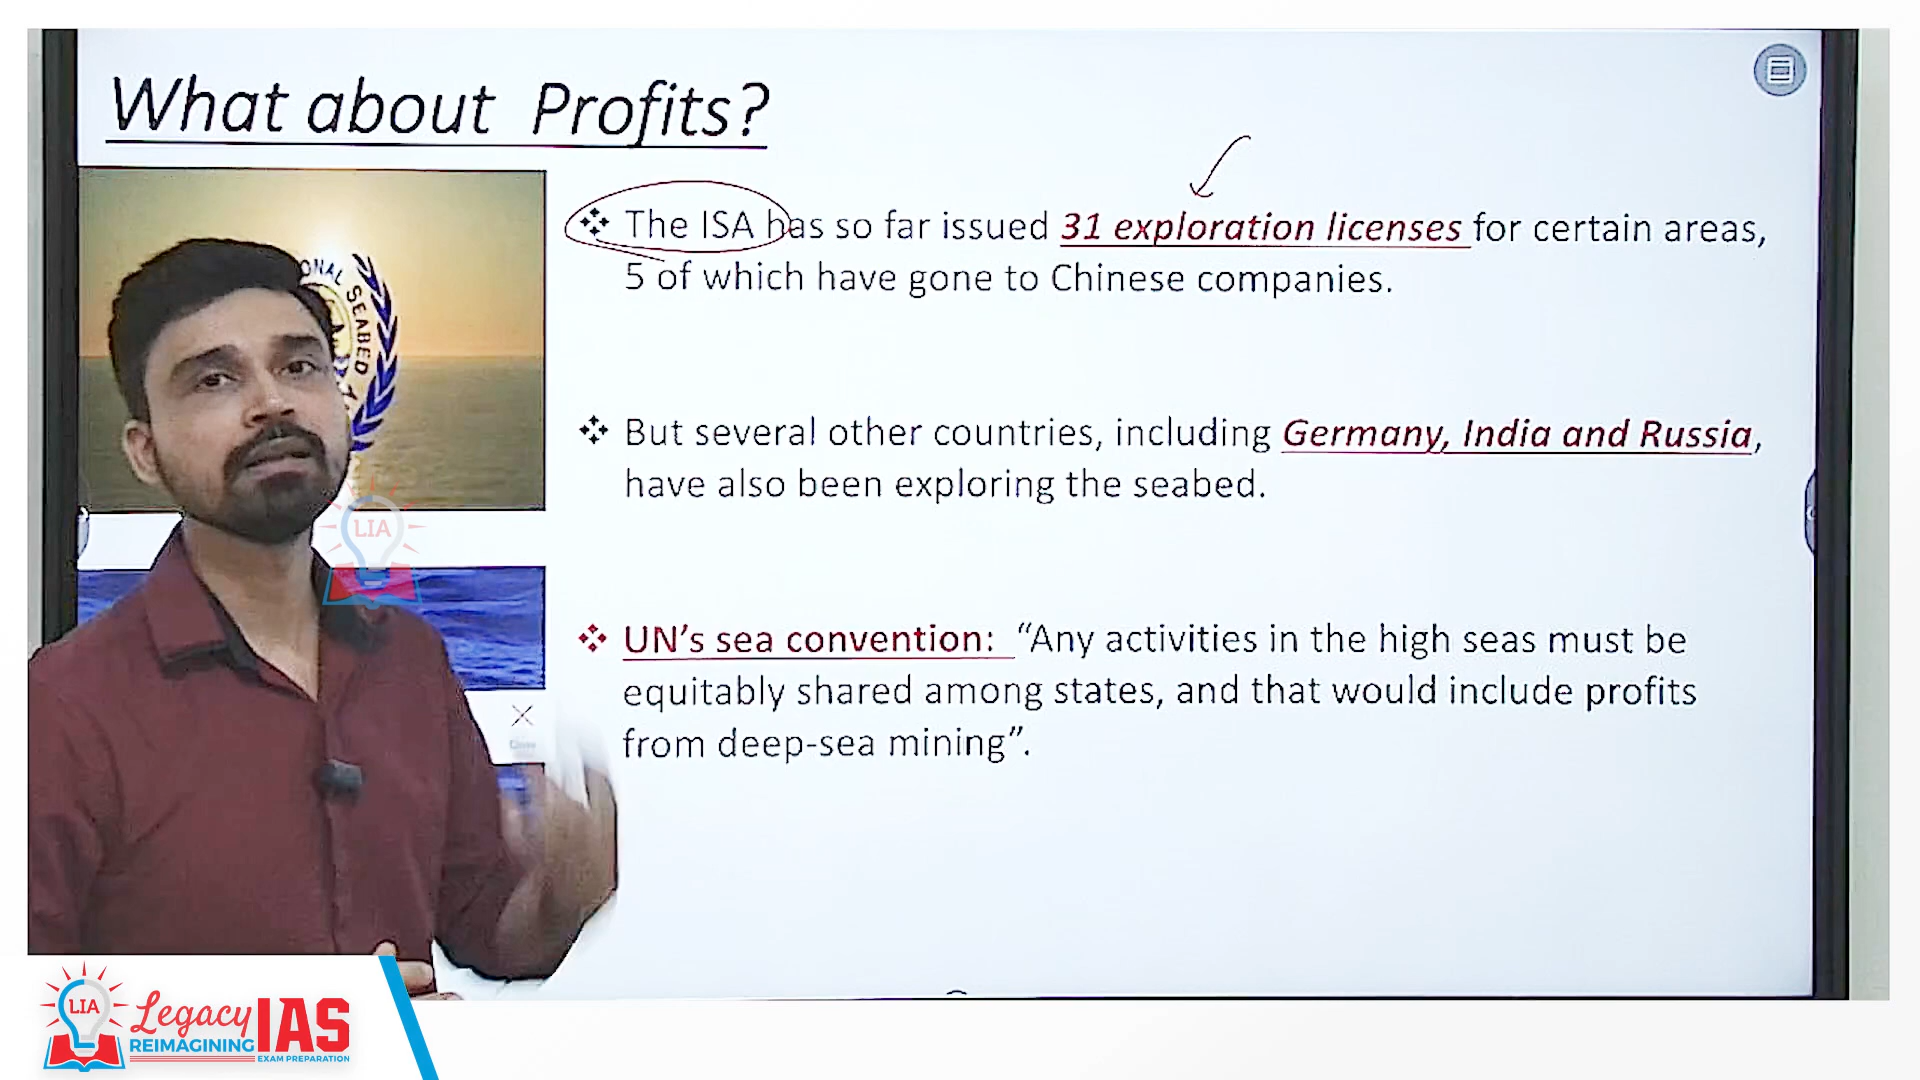 What about Profits?
The ISA has so far issued 31 exploration licenses for certain areas,
5 of which have gone to Chinese companies.
ONAL SEABED
But several other countries, including Germany, India and Russia,
have also been exploring the seabed.
LIA
UN’s sea convention: “Any activities in the high seas must be
equitably shared among states, and that would include profits
from deep-sea mining”.
LIA
Legacy IAS
REIMAGINING
EXAM PREPARATION